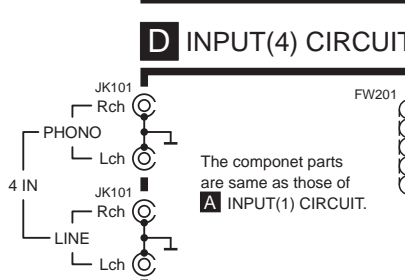 D INPUT(4) CIRCUIT
JK101
FW201
Rch
PHONO
Lch
The componet parts
are same as those of
A INPUT(1) CIRCUIT.
4 IN
JK101
Rch
LINE
Lch